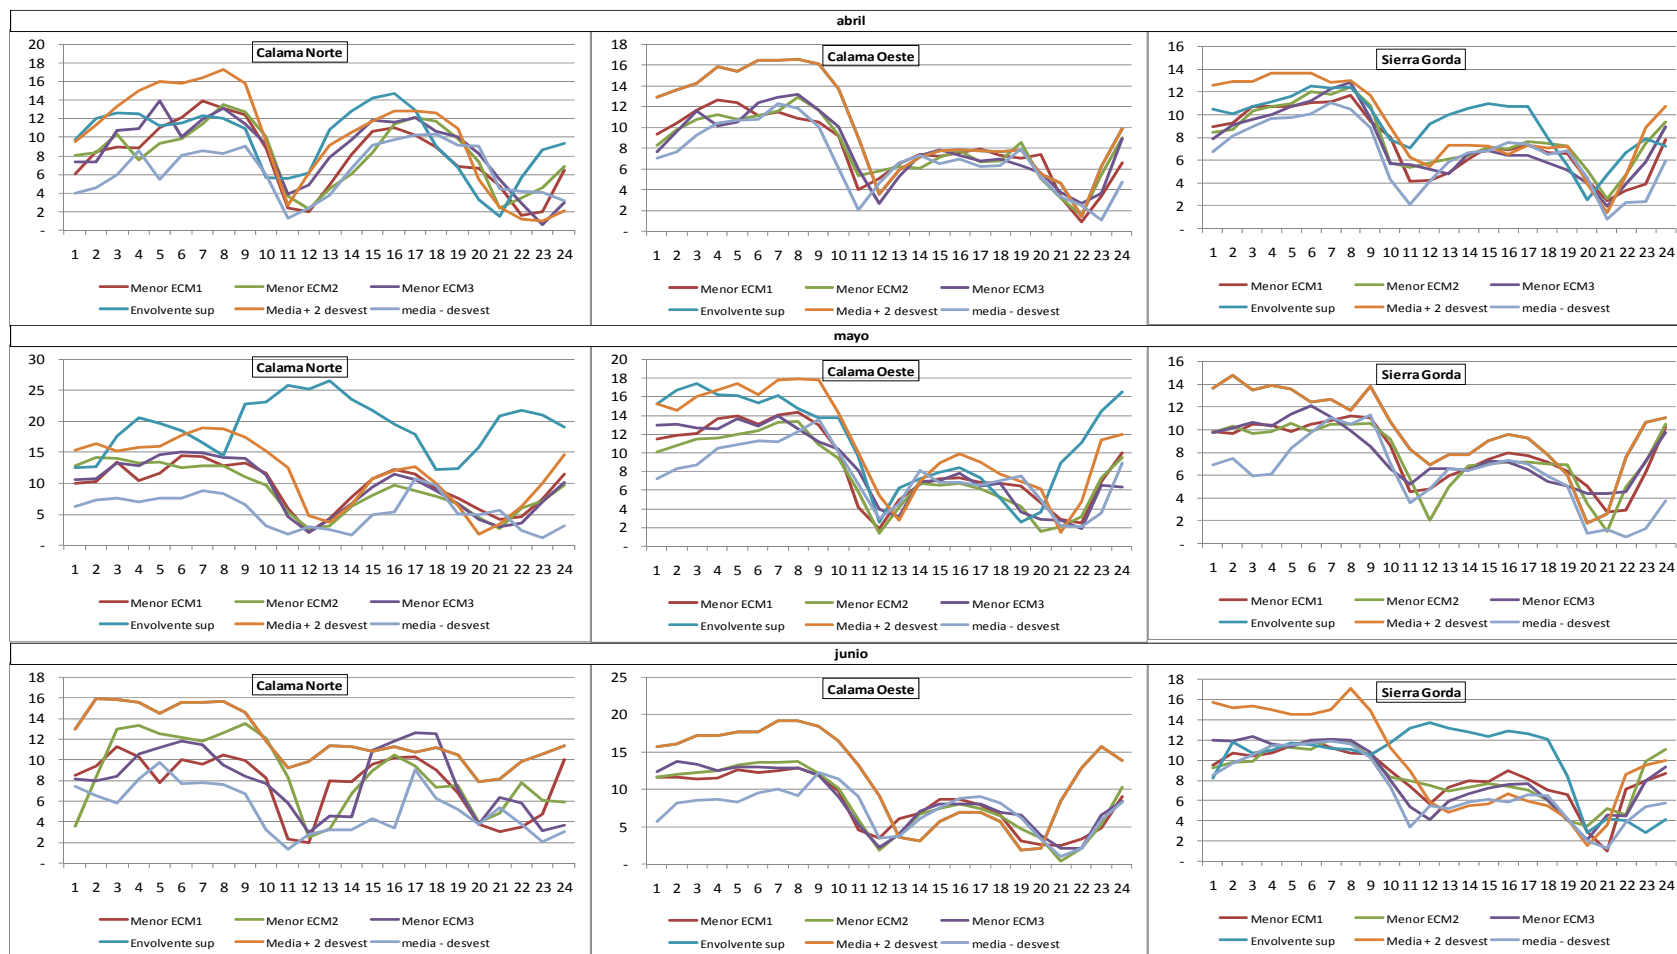 abril
Calama Norte
20
18
16
14
12
10
8
6
4
2
-
1 2 3 4 5 6 7 8 9 10 11 12 13 14 15 16 17 18 19 20 21 22 23 24
Menor ECM1 Menor ECM2 Menor ECM3
Envolvente sup Media + 2 desvest media - desvest
Calama Oeste
18
16
14
12
10
8
6
4
2
-
1 2 3 4 5 6 7 8 9 10 11 12 13 14 15 16 17 18 19 20 21 22 23 24
Menor ECM1 Menor ECM2 Menor ECM3
Envolvente sup Media + 2 desvest media - desvest
Sierra Gorda
16
14
12
10
8
6
4
2
-
1 2 3 4 5 6 7 8 9 10 11 12 13 14 15 16 17 18 19 20 21 22 23 24
Menor ECM1 Menor ECM2 Menor ECM3
Envolvente sup Media + 2 desvest media - desvest
mayo
Calama Norte
30
25
20
15
10
5
-
1 2 3 4 5 6 7 8 9 10 11 12 13 14 15 16 17 18 19 20 21 22 23 24
Menor ECM1 Menor ECM2 Menor ECM3
Envolvente sup Media + 2 desvest media - desvest
Calama Oeste
20
18
16
14
12
10
8
6
4
2
-
1 2 3 4 5 6 7 8 9 10 11 12 13 14 15 16 17 18 19 20 21 22 23 24
Menor ECM1 Menor ECM2 Menor ECM3
Envolvente sup Media + 2 desvest media - desvest
Sierra Gorda
16
14
12
10
8
6
4
2
-
1 2 3 4 5 6 7 8 9 10 11 12 13 14 15 16 17 18 19 20 21 22 23 24
Menor ECM1 Menor ECM2 Menor ECM3
Envolvente sup Media + 2 desvest media - desvest
junio
Calama Norte
18
16
14
12
10
8
6
4
2
-
1 2 3 4 5 6 7 8 9 10 11 12 13 14 15 16 17 18 19 20 21 22 23 24
Menor ECM1 Menor ECM2 Menor ECM3
Envolvente sup Media + 2 desvest media - desvest
Calama Oeste
25
20
15
10
5
-
1 2 3 4 5 6 7 8 9 10 11 12 13 14 15 16 17 18 19 20 21 22 23 24
Menor ECM1 Menor ECM2 Menor ECM3
Envolvente sup Media + 2 desvest media - desvest
Sierra Gorda
18
16
14
12
10
8
6
4
2
-
1 2 3 4 5 6 7 8 9 10 11 12 13 14 15 16 17 18 19 20 21 22 23 24
Menor ECM1 Menor ECM2 Menor ECM3
Envolvente sup Media + 2 desvest media - desvest